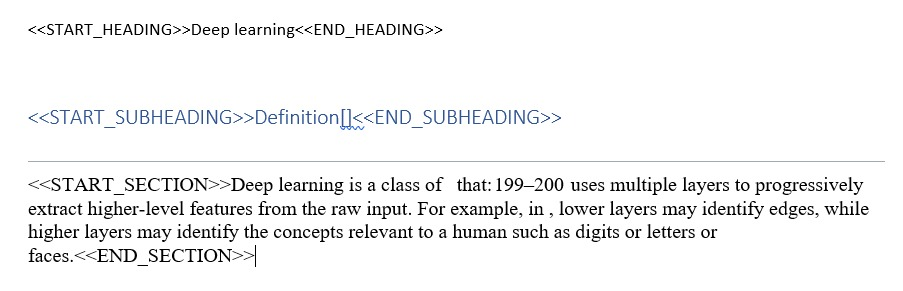 <<START_HEADING>>Deep learning<<END_HEADING>>
<<START_SUBHEADING>>Definition[]<<END_SUBHEADING>>
<<START_SECTION>>Deep learning is a class of  that: 199–200 uses multiple layers to progressively
extract higher-level features from the raw input. For example, in , lower layers may identify edges, while
higher layers may identify the concepts relevant to a human such as digits or letters or
faces.<<END_SECTION>>